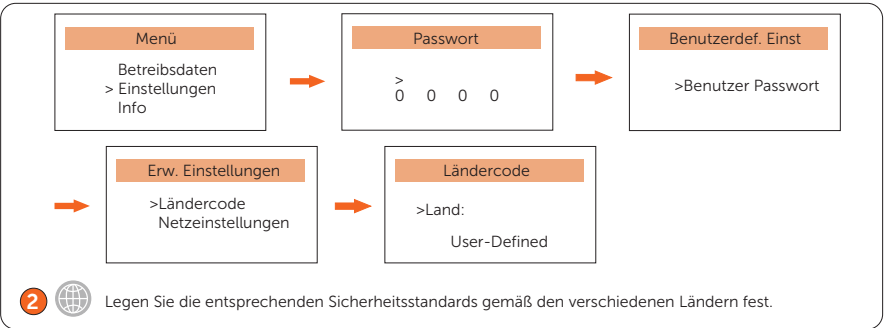 Menü
Betreibsdaten
> Einstellungen
Info
Passwort
>
0 0 0 0
Benutzerdef. Einst
>Benutzer Passwort
Erw. Einstellungen
>Ländercode
Netzeinstellungen
Ländercode
>Land:
User-Defined
2 Legen Sie die entsprechenden Sicherheitsstandards gemäß den verschiedenen Ländern fest.